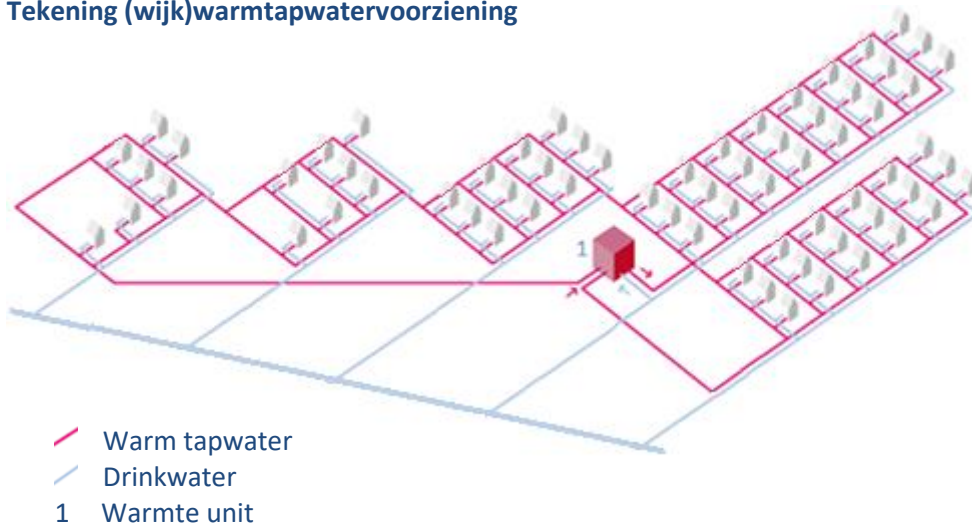 Tekening (wijk)warmtapwatervoorziening
1
Warm tapwater
Drinkwater
1 Warmte unit